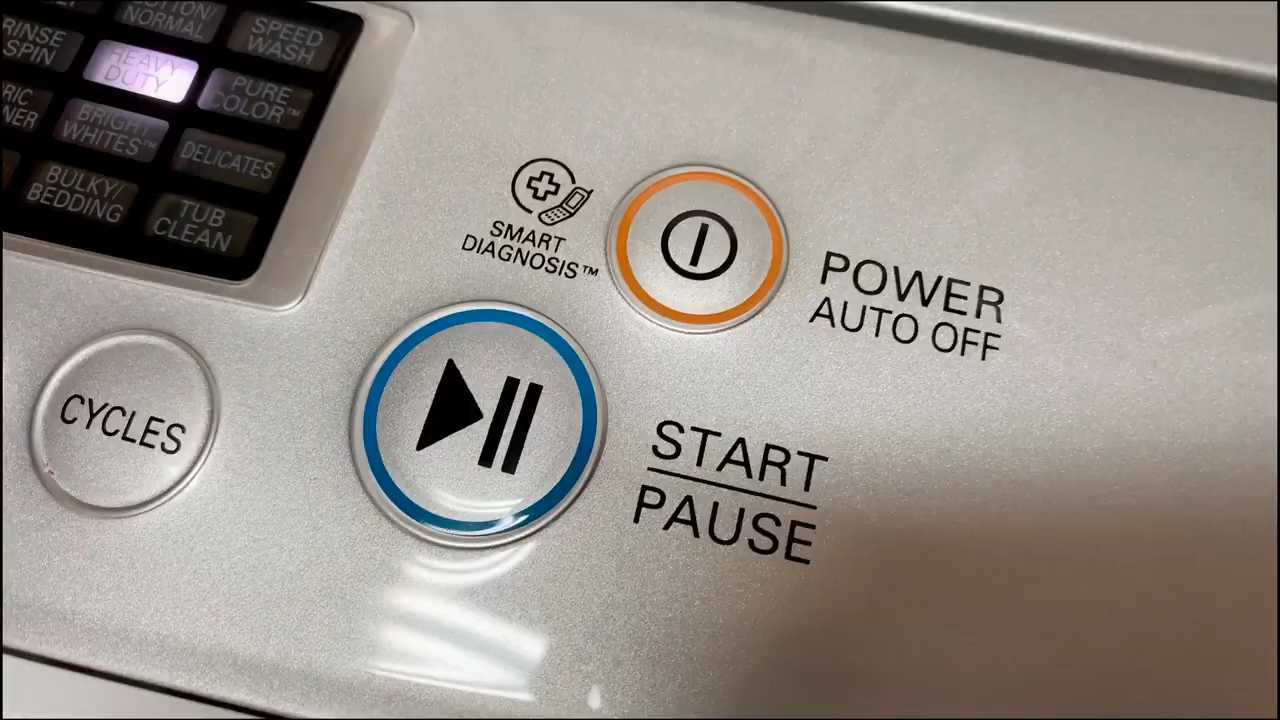 COTTON/
NORMAL
SPEED
WASH
RINSE
SPIN
HEAVY
DUTY
PURE
COLOR™
BRIGHT
WHITES™
DELICATES
BULKY/
BEDDING
TUB
CLEAN
SMART
DIAGNOSIS™
POWER
AUTO OFF
CYCLES
START
PAUSE